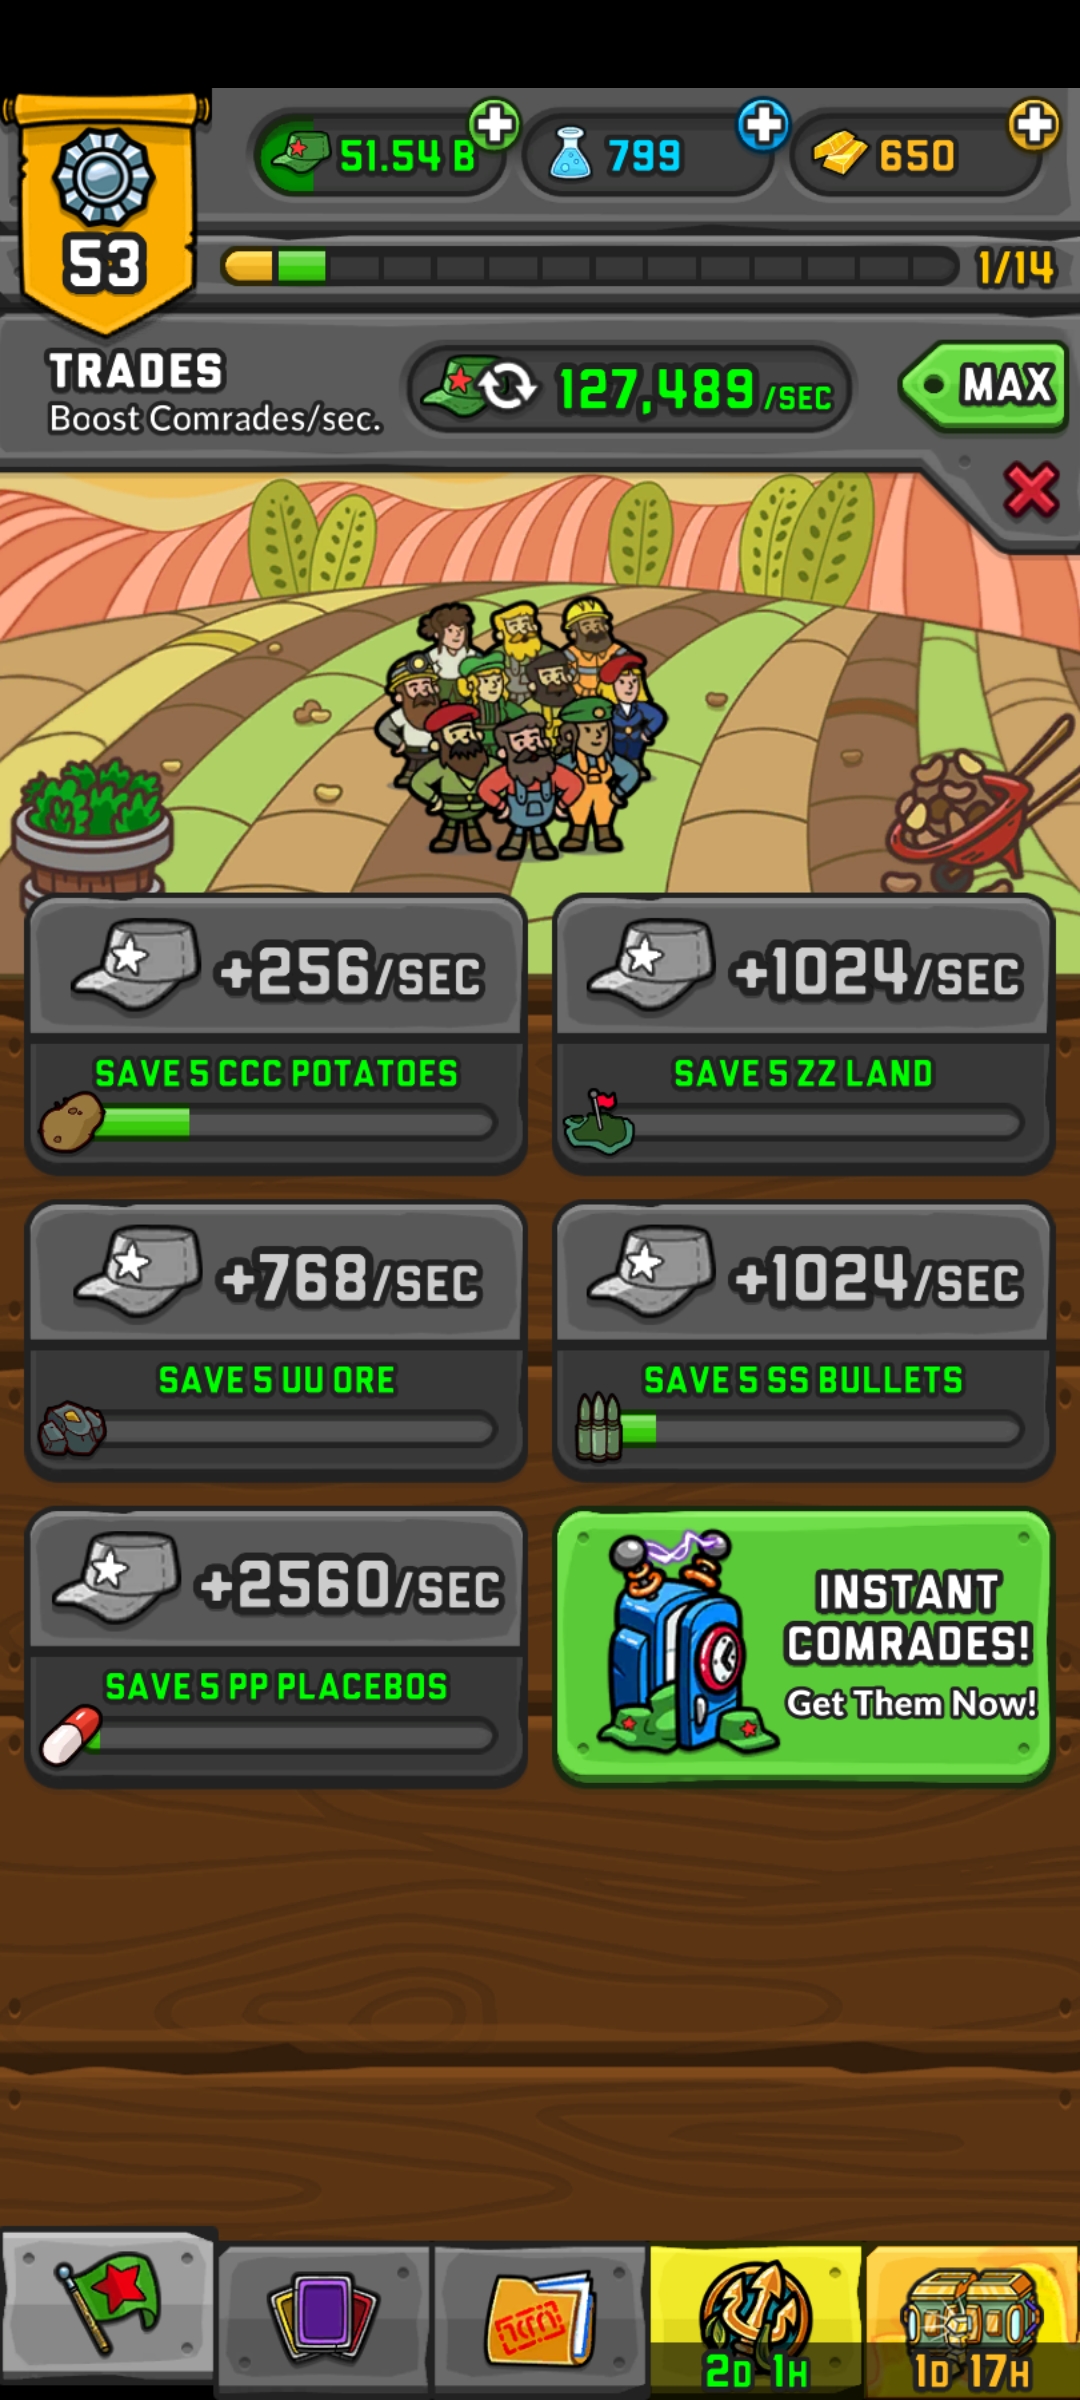 53
51.54 B
799
650
1/14
TRADES
Boost Comrades/sec.
127,489 /SEC
MAX
+256/SEC
SAVE 5 CCC POTATOES
+1024/SEC
SAVE 5 ZZ LAND
+768/SEC
SAVE 5 UU ORE
+1024/SEC
SAVE 5 SS BULLETS
+2560/SEC
SAVE 5 PP PLACEBOS
INSTANT
COMRADES!
Get Them Now!
2D 1H
1D 17H